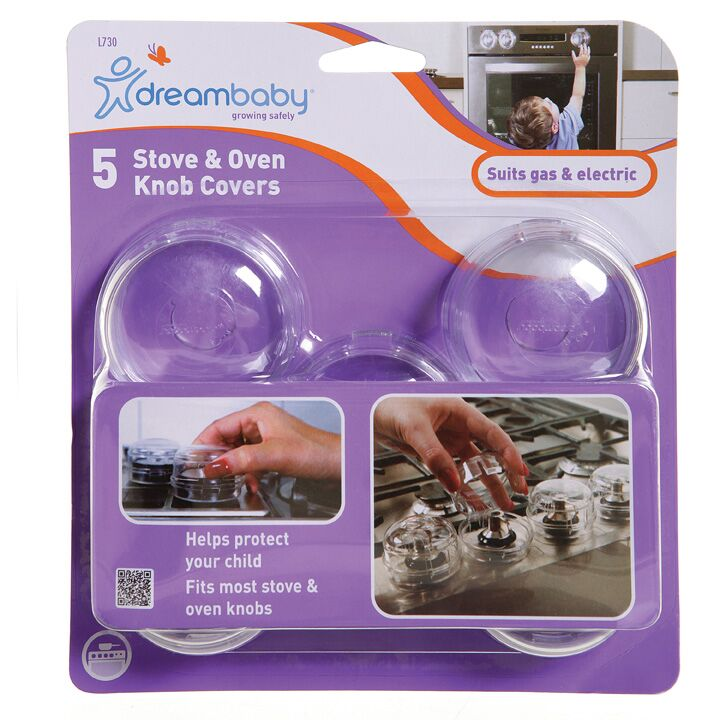 L730
dreambaby®
growing safely
5 Stove & Oven
Knob Covers
Suits gas & electric
Helps protect
your child
Fits most stove &
oven knobs